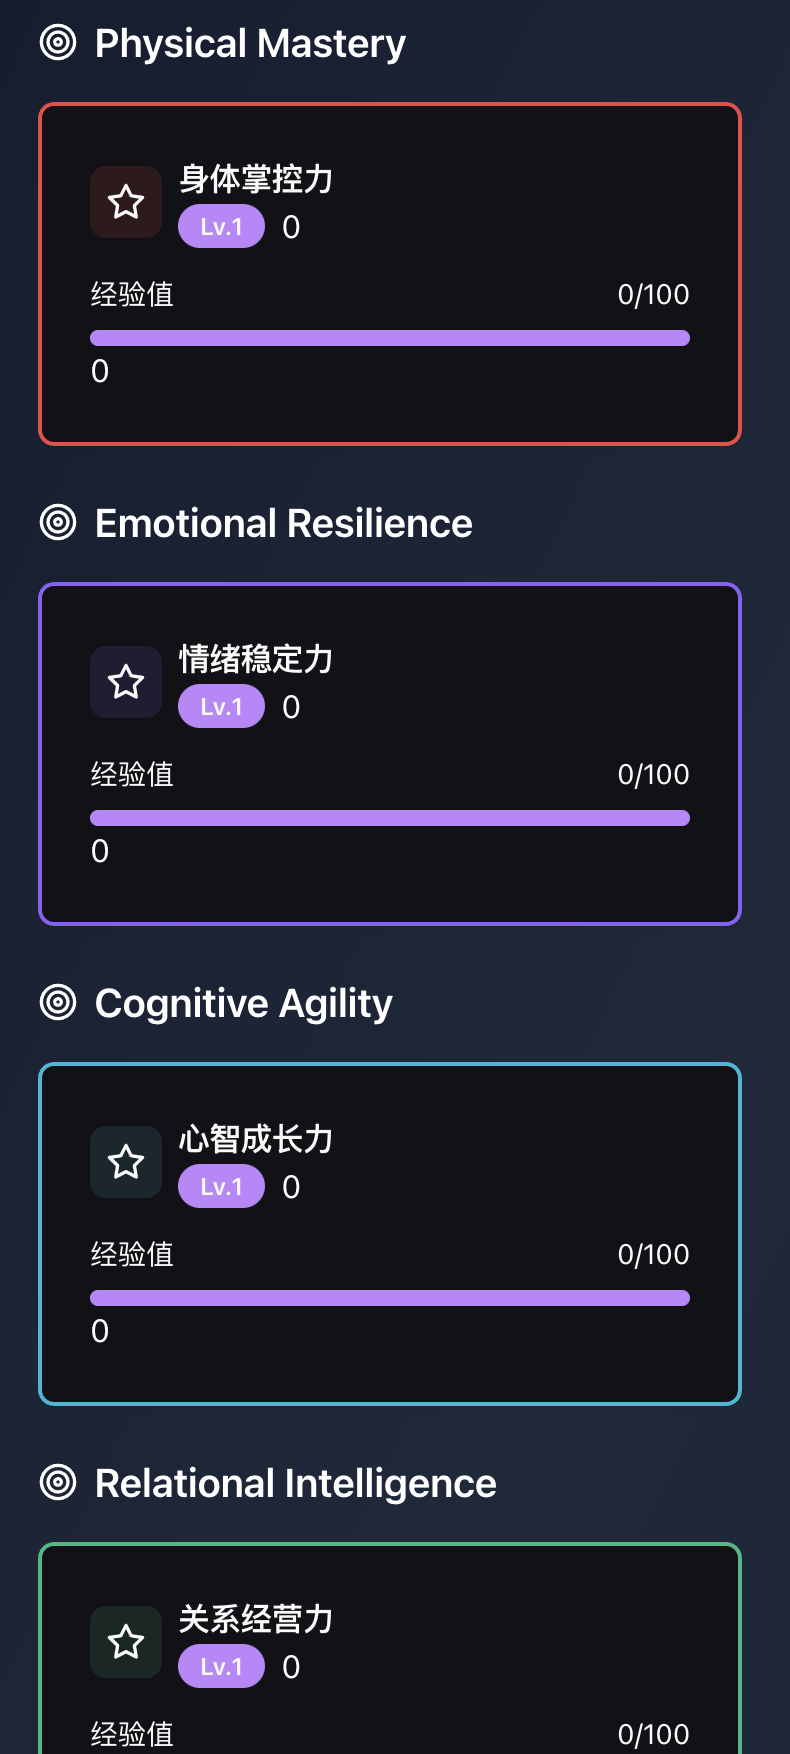 Physical Mastery
身体掌控力
Lv.1 0
经验值 0/100
0
Emotional Resilience
情绪稳定力
Lv.1 0
经验值 0/100
0
Cognitive Agility
心智成长力
Lv.1 0
经验值 0/100
0
Relational Intelligence
关系经营力
Lv.1 0
经验值 0/100